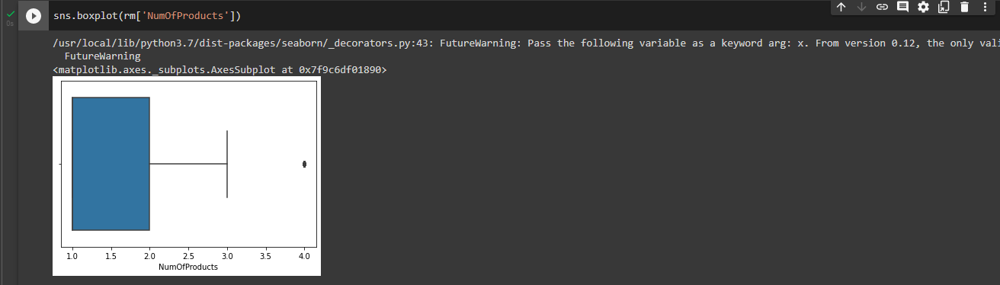 sns.boxplot(rm['NumOfProducts'])
0s
/usr/local/lib/python3.7/dist-packages/seaborn/_decorators.py:43: FutureWarning: Pass the following variable as a keyword arg: x. From version 0.12, the only vali
FutureWarning
<matplotlib.axes._subplots.AxesSubplot at 0x7f9c6df01890>
1.0 1.5 2.0 2.5 3.0 3.5 4.0
NumOfProducts